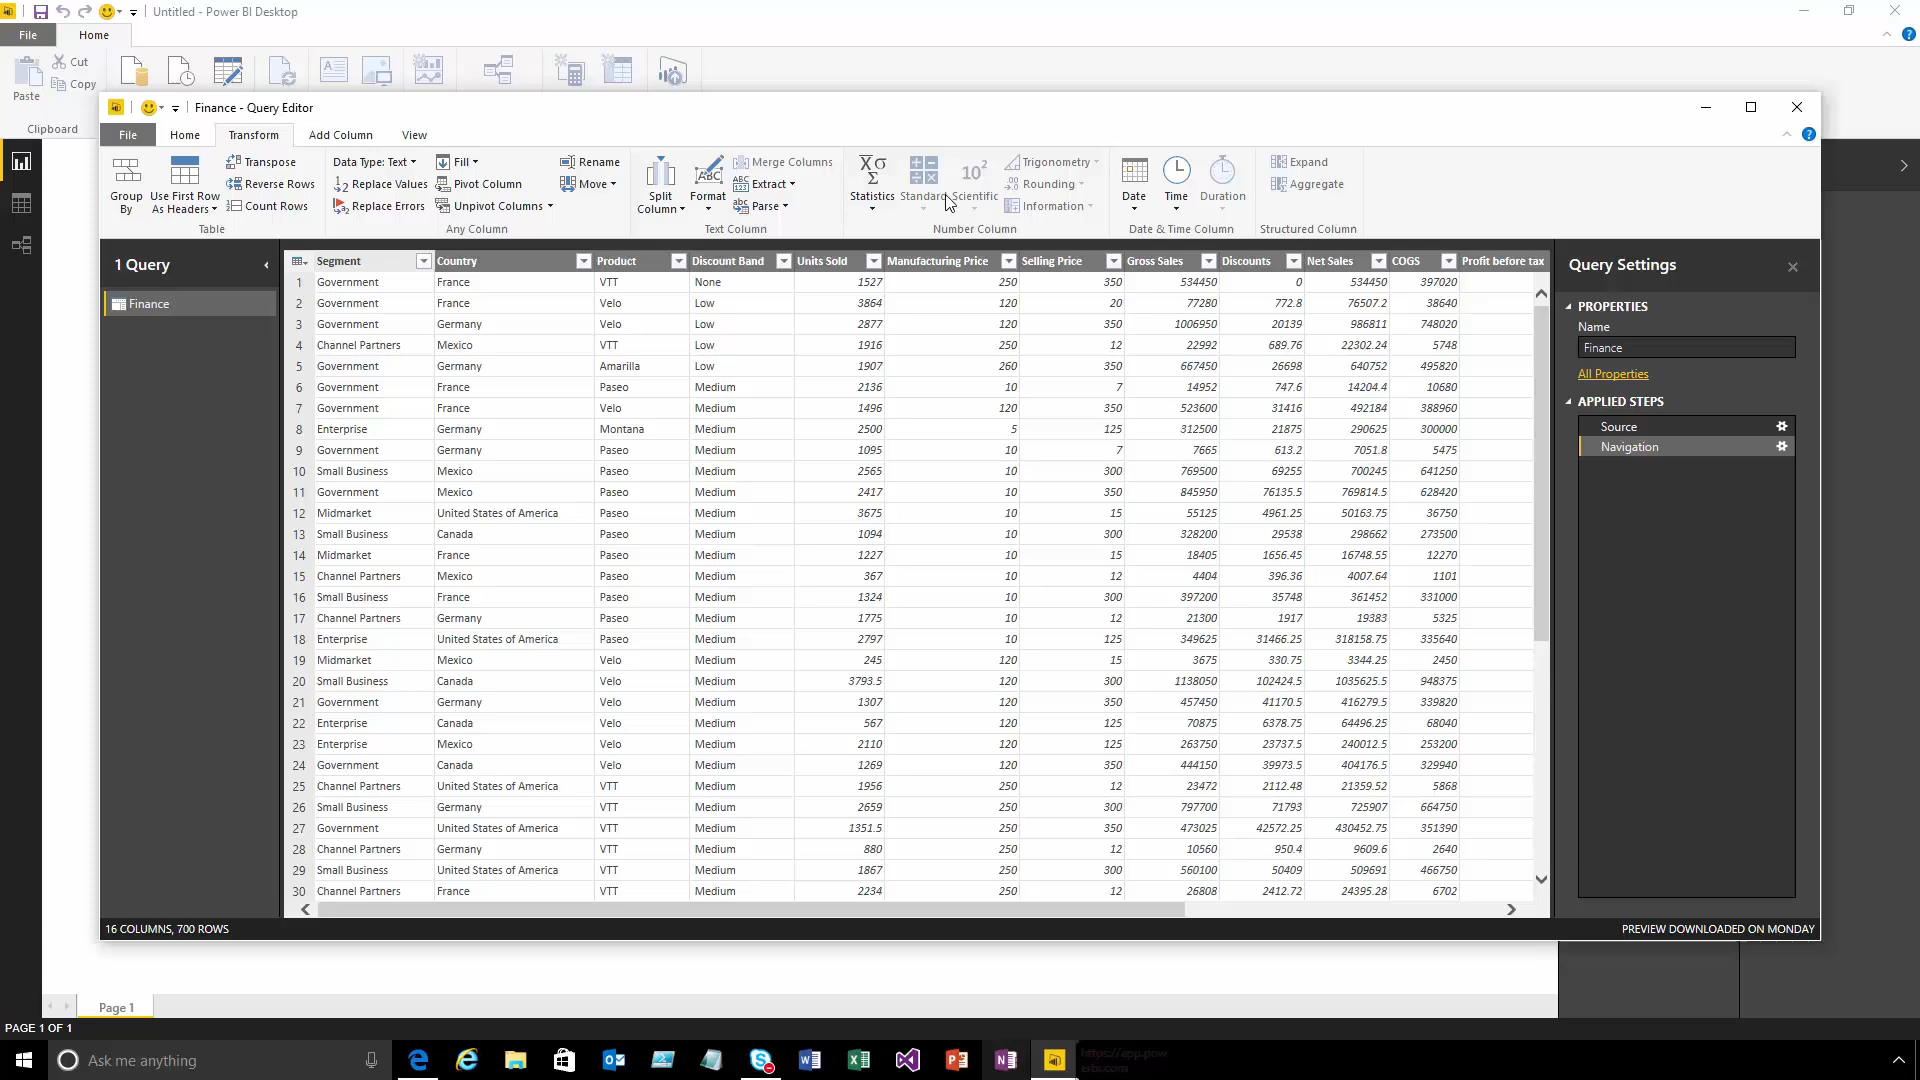 Untitled - Power BI Desktop
File Home
Paste Cut
Copy
Clipboard
Finance - Query Editor
File Home Transform Add Column View
Group By
Use First Row As Headers
Transpose
Reverse Rows
Count Rows
Table
Data Type: Text
Replace Values
Replace Errors
Fill
Pivot Column
Unpivot Columns
Rename
Move
Any Column
Split Column
Format
Merge Columns
Extract
Parse
Text Column
Statistics
Standard
Scientific
Trigonometry
Rounding
Information
Number Column
Date
Time
Duration
Date & Time Column
Expand
Aggregate
Structured Column
1 Query
Finance
Segment Country Product Discount Band Units Sold Manufacturing Price Selling Price Gross Sales Discounts Net Sales COGS Profit before tax
1 Government France VTT None 1527 250 350 534450 0 534450 397020
2 Government France Velo Low 3864 120 20 77280 772.8 76507.2 38640
3 Government Germany Velo Low 2877 120 350 1006950 20139 986811 748020
4 Channel Partners Mexico VTT Low 1916 250 12 22992 689.76 22302.24 5748
5 Government Germany Amarilla Low 1907 260 350 667450 26698 640752 495820
6 Government France Paseo Medium 2136 10 7 14952 747.6 14204.4 10680
7 Government France Velo Medium 1496 120 350 523600 31416 492184 388960
8 Enterprise Germany Montana Medium 2500 5 125 312500 21875 290625 300000
9 Government Germany Paseo Medium 1095 10 7 7665 613.2 7051.8 5475
10 Small Business Mexico Paseo Medium 2565 10 300 769500 69255 700245 641250
11 Government Mexico Paseo Medium 2417 10 350 845950 76135.5 769814.5 628420
12 Midmarket United States of America Paseo Medium 3675 10 15 55125 4961.25 50163.75 36750
13 Small Business Canada Paseo Medium 1094 10 300 328200 29538 298662 273500
14 Midmarket France Paseo Medium 1227 10 15 18405 1656.45 16748.55 12270
15 Channel Partners Mexico Paseo Medium 367 10 12 4404 396.36 4007.64 1101
16 Small Business France Paseo Medium 1324 10 300 397200 35748 361452 331000
17 Channel Partners Germany Paseo Medium 1775 10 12 21300 1917 19383 5325
18 Enterprise United States of America Paseo Medium 2797 10 125 349625 31466.25 318158.75 335640
19 Midmarket Mexico Velo Medium 245 120 15 3675 330.75 3344.25 2450
20 Small Business Canada Velo Medium 3793.5 120 300 1138050 102424.5 1035625.5 948375
21 Government Germany Velo Medium 1307 120 350 457450 41170.5 416279.5 339820
22 Enterprise Canada Velo Medium 567 120 125 70875 6378.75 64496.25 68040
23 Enterprise Mexico Velo Medium 2110 120 125 263750 23737.5 240012.5 253200
24 Government Canada Velo Medium 1269 120 350 444150 39973.5 404176.5 329940
25 Channel Partners United States of America VTT Medium 1956 250 12 23472 2112.48 21359.52 5868
26 Small Business Germany VTT Medium 2659 250 300 797700 71793 725907 664750
27 Government United States of America VTT Medium 1351.5 250 350 473025 42572.25 430452.75 351390
28 Channel Partners Germany VTT Medium 880 250 12 10560 950.4 9609.6 2640
29 Small Business United States of America VTT Medium 1867 250 300 560100 50409 509691 466750
30 Channel Partners France VTT Medium 2234 250 12 26808 2412.72 24395.28 6702
Query Settings
PROPERTIES
Name
Finance
All Properties
APPLIED STEPS
Source
Navigation
16 COLUMNS, 700 ROWS
PREVIEW DOWNLOADED ON MONDAY
Page 1
PAGE 1 OF 1
Ask me anything